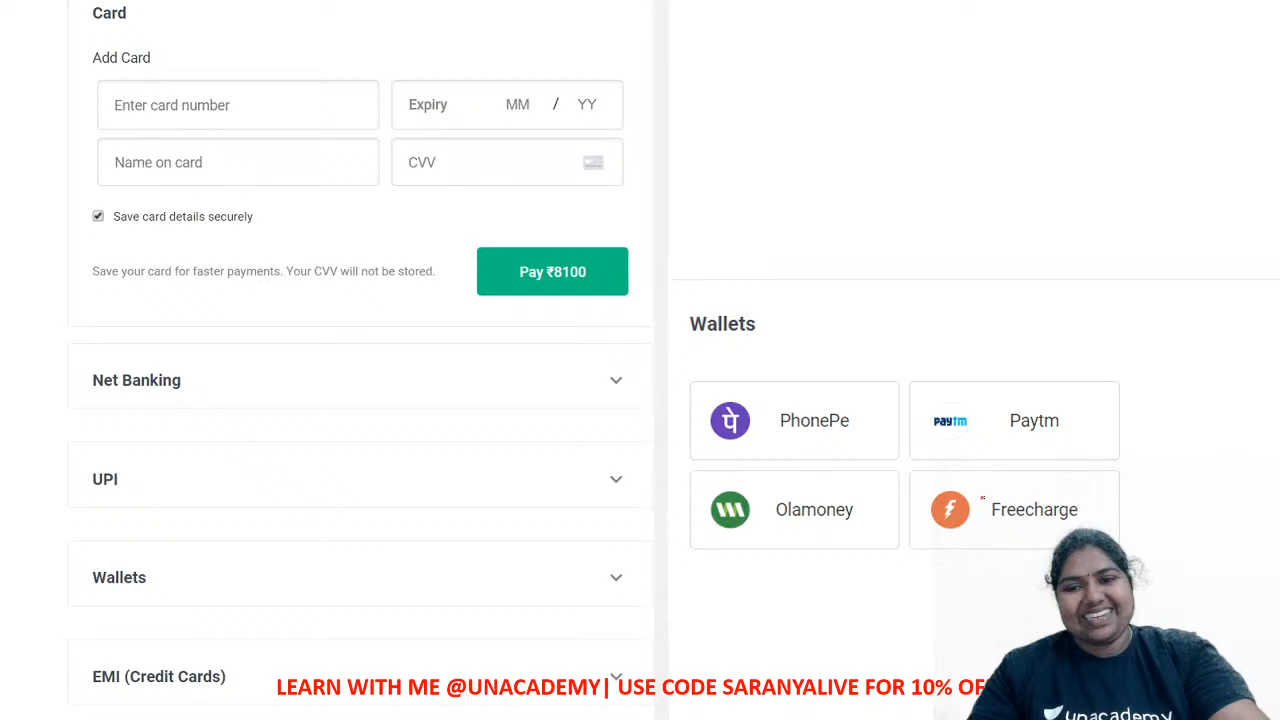 Card
Add Card
Enter card number
Expiry MM / YY
Name on card
CVV
Save card details securely
Save your card for faster payments. Your CVV will not be stored.
Pay ₹8100
Net Banking
UPI
Wallets
EMI (Credit Cards)
Wallets
पे PhonePe
Paytm Paytm
Olamoney
Freecharge
LEARN WITH ME @UNACADEMY| USE CODE SARANYALIVE FOR 10% OF
unacademy